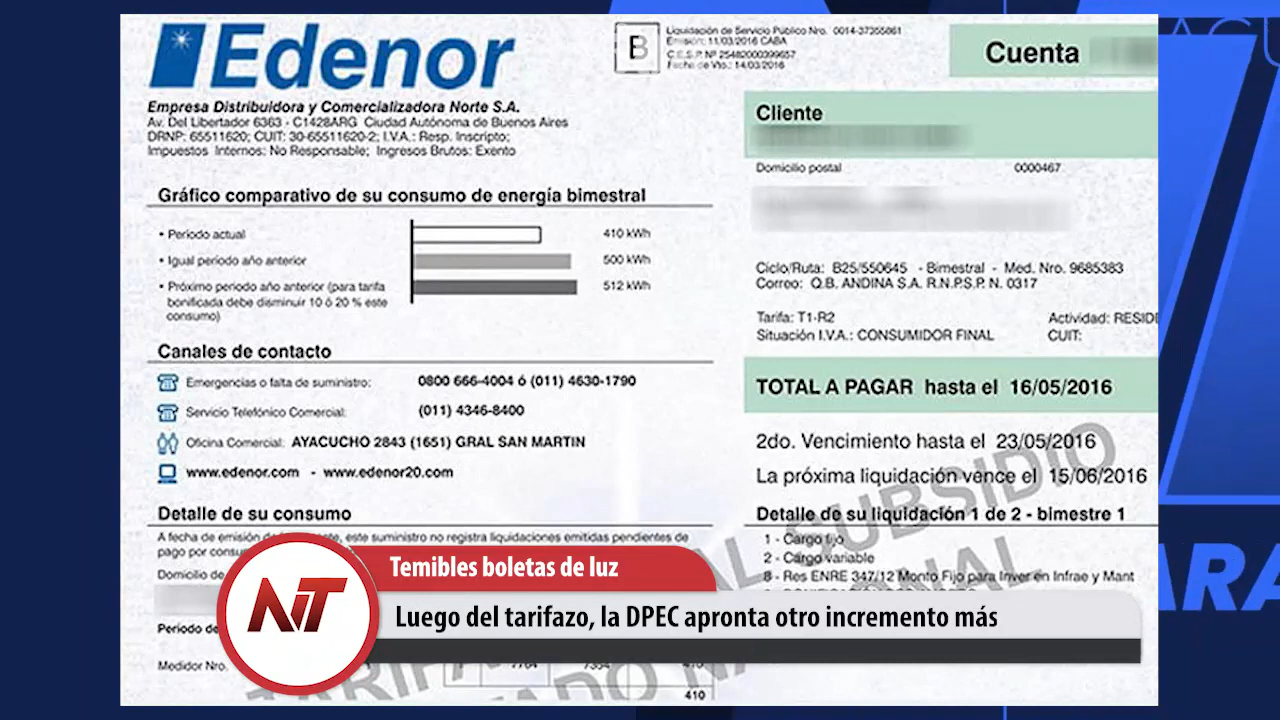 Edenor
Empresa Distribuidora y Comercializadora Norte S.A.
Av. Del Libertador 6363 - C1428ARG Ciudad Autónoma de Buenos Aires
DRNP: 65511620; CUIT: 30-65511620-2; I.V.A.: Resp. Inscripto;
Impuestos Internos: No Responsable; Ingresos Brutos: Exento
B
Liquidación de Servicio Público Nro. 0014-37355861
Emisión: 11/03/2016 CABA
C.E.S.P. Nº 25482000399657
Fecha de Vto.: 14/03/2016
Cuenta
Cliente
Domicilio postal 0000467
Gráfico comparativo de su consumo de energía bimestral
• Período actual 410 kWh
• Igual período año anterior 500 kWh
• Próximo período año anterior (para tarifa 512 kWh
bonificada debe disminuir 10 ó 20 % este
consumo)
Ciclo/Ruta: B25/550645 - Bimestral - Med. Nro. 9685383
Correo: Q.B. ANDINA S.A. R.N.P.S.P. N. 0317
Tarifa: T1-R2 Actividad: RESIDE
Situación I.V.A.: CONSUMIDOR FINAL CUIT:
Canales de contacto
Emergencias o falta de suministro: 0800 666-4004 ó (011) 4630-1790
Servicio Telefónico Comercial: (011) 4346-8400
Oficina Comercial: AYACUCHO 2843 (1651) GRAL SAN MARTIN
www.edenor.com - www.edenor20.com
TOTAL A PAGAR hasta el 16/05/2016
2do. Vencimiento hasta el 23/05/2016
La próxima liquidación vence el 15/06/2016
Detalle de su liquidación 1 de 2 - bimestre 1
1 - Cargo fijo
2 - Cargo variable
8 - Res ENRE 347/12 Monto Fijo para Inver en Infrae y Mant
Detalle de su consumo
A fecha de emisión de este, este suministro no registra liquidaciones emitidas pendientes de
pago por consu
Domicilio de
Período de
Medidor Nro.
410
SUBSIDIO
NT
Temibles boletas de luz
Luego del tarifazo, la DPEC apronta otro incremento más
ARA